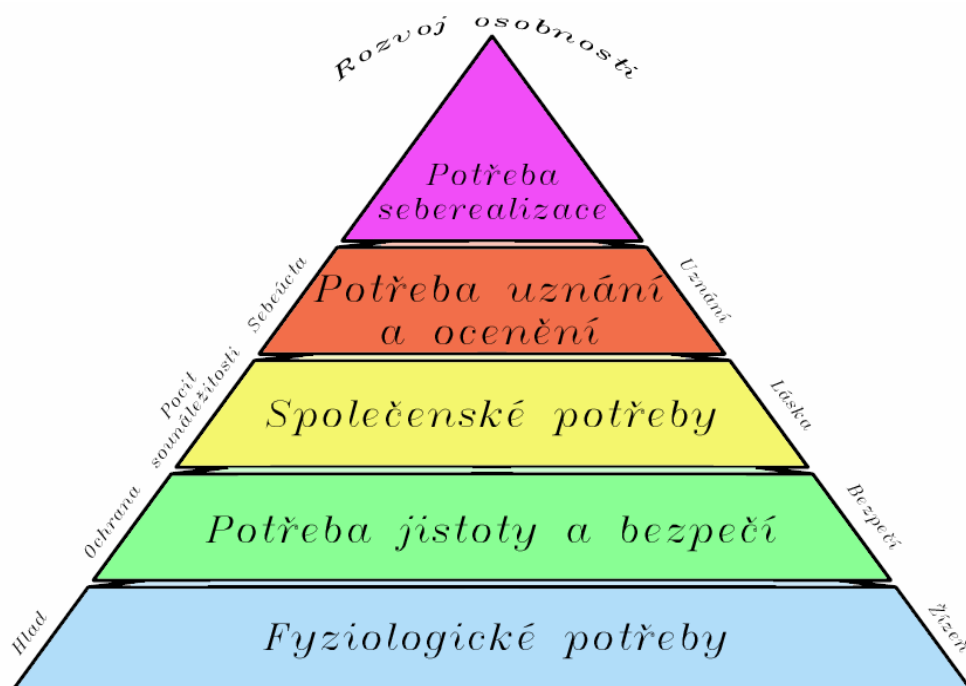 Rozvoj osobnosti
Potřeba
seberealizace
Sebeúcta
Potřeba uznání
a ocenění
Uznání
Pocit
sounáležitosti
Společenské potřeby
Láska
Ochrana
Potřeba jistoty a bezpečí
Bezpečí
Hlad
Fyziologické potřeby
Žízeň